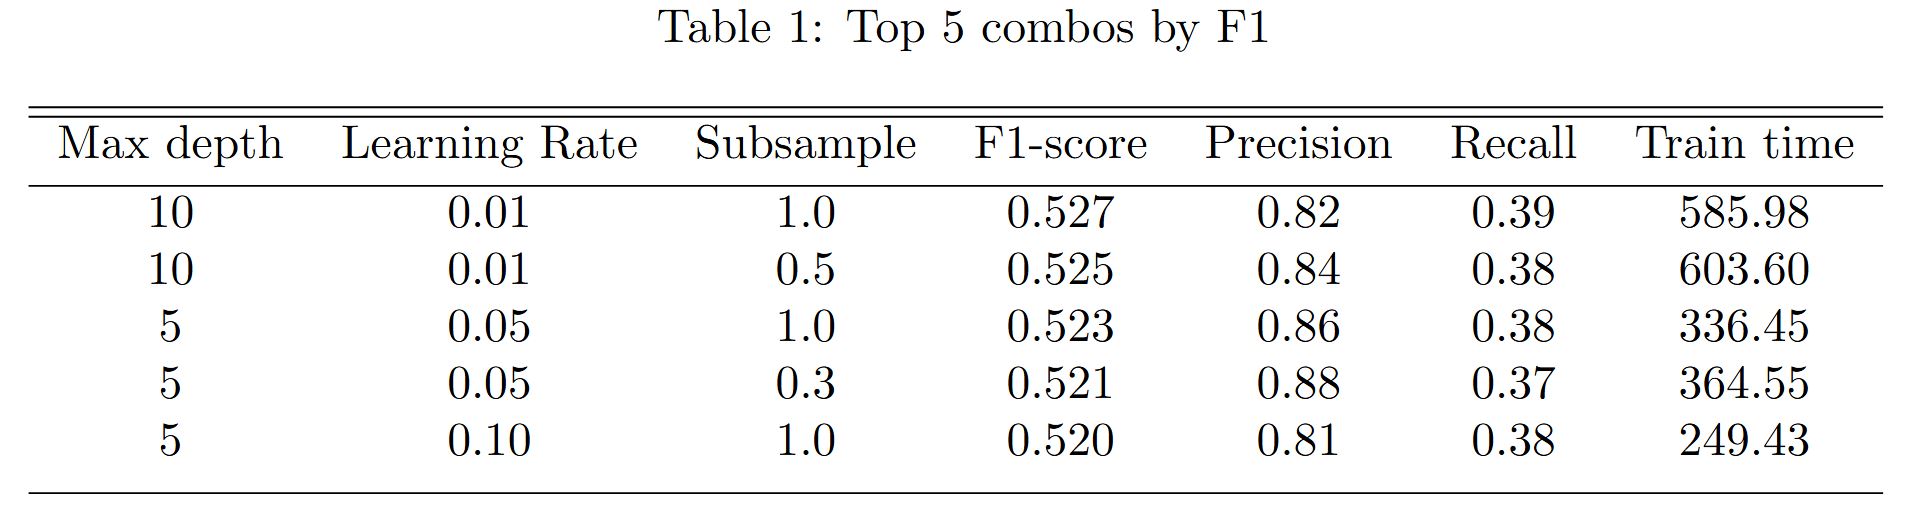 Table 1: Top 5 combos by F1
Max depth Learning Rate Subsample F1-score Precision Recall Train time
10 0.01 1.0 0.527 0.82 0.39 585.98
10 0.01 0.5 0.525 0.84 0.38 603.60
5 0.05 1.0 0.523 0.86 0.38 336.45
5 0.05 0.3 0.521 0.88 0.37 364.55
5 0.10 1.0 0.520 0.81 0.38 249.43